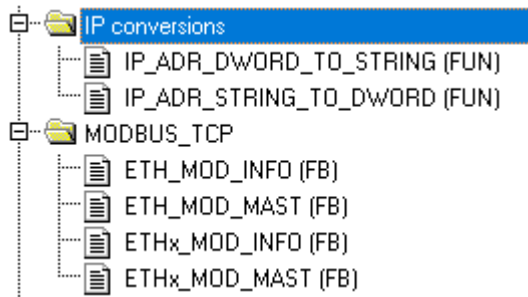 IP conversions
IP_ADR_DWORD_TO_STRING (FUN)
IP_ADR_STRING_TO_DWORD (FUN)
MODBUS_TCP
ETH_MOD_INFO (FB)
ETH_MOD_MAST (FB)
ETHx_MOD_INFO (FB)
ETHx_MOD_MAST (FB)